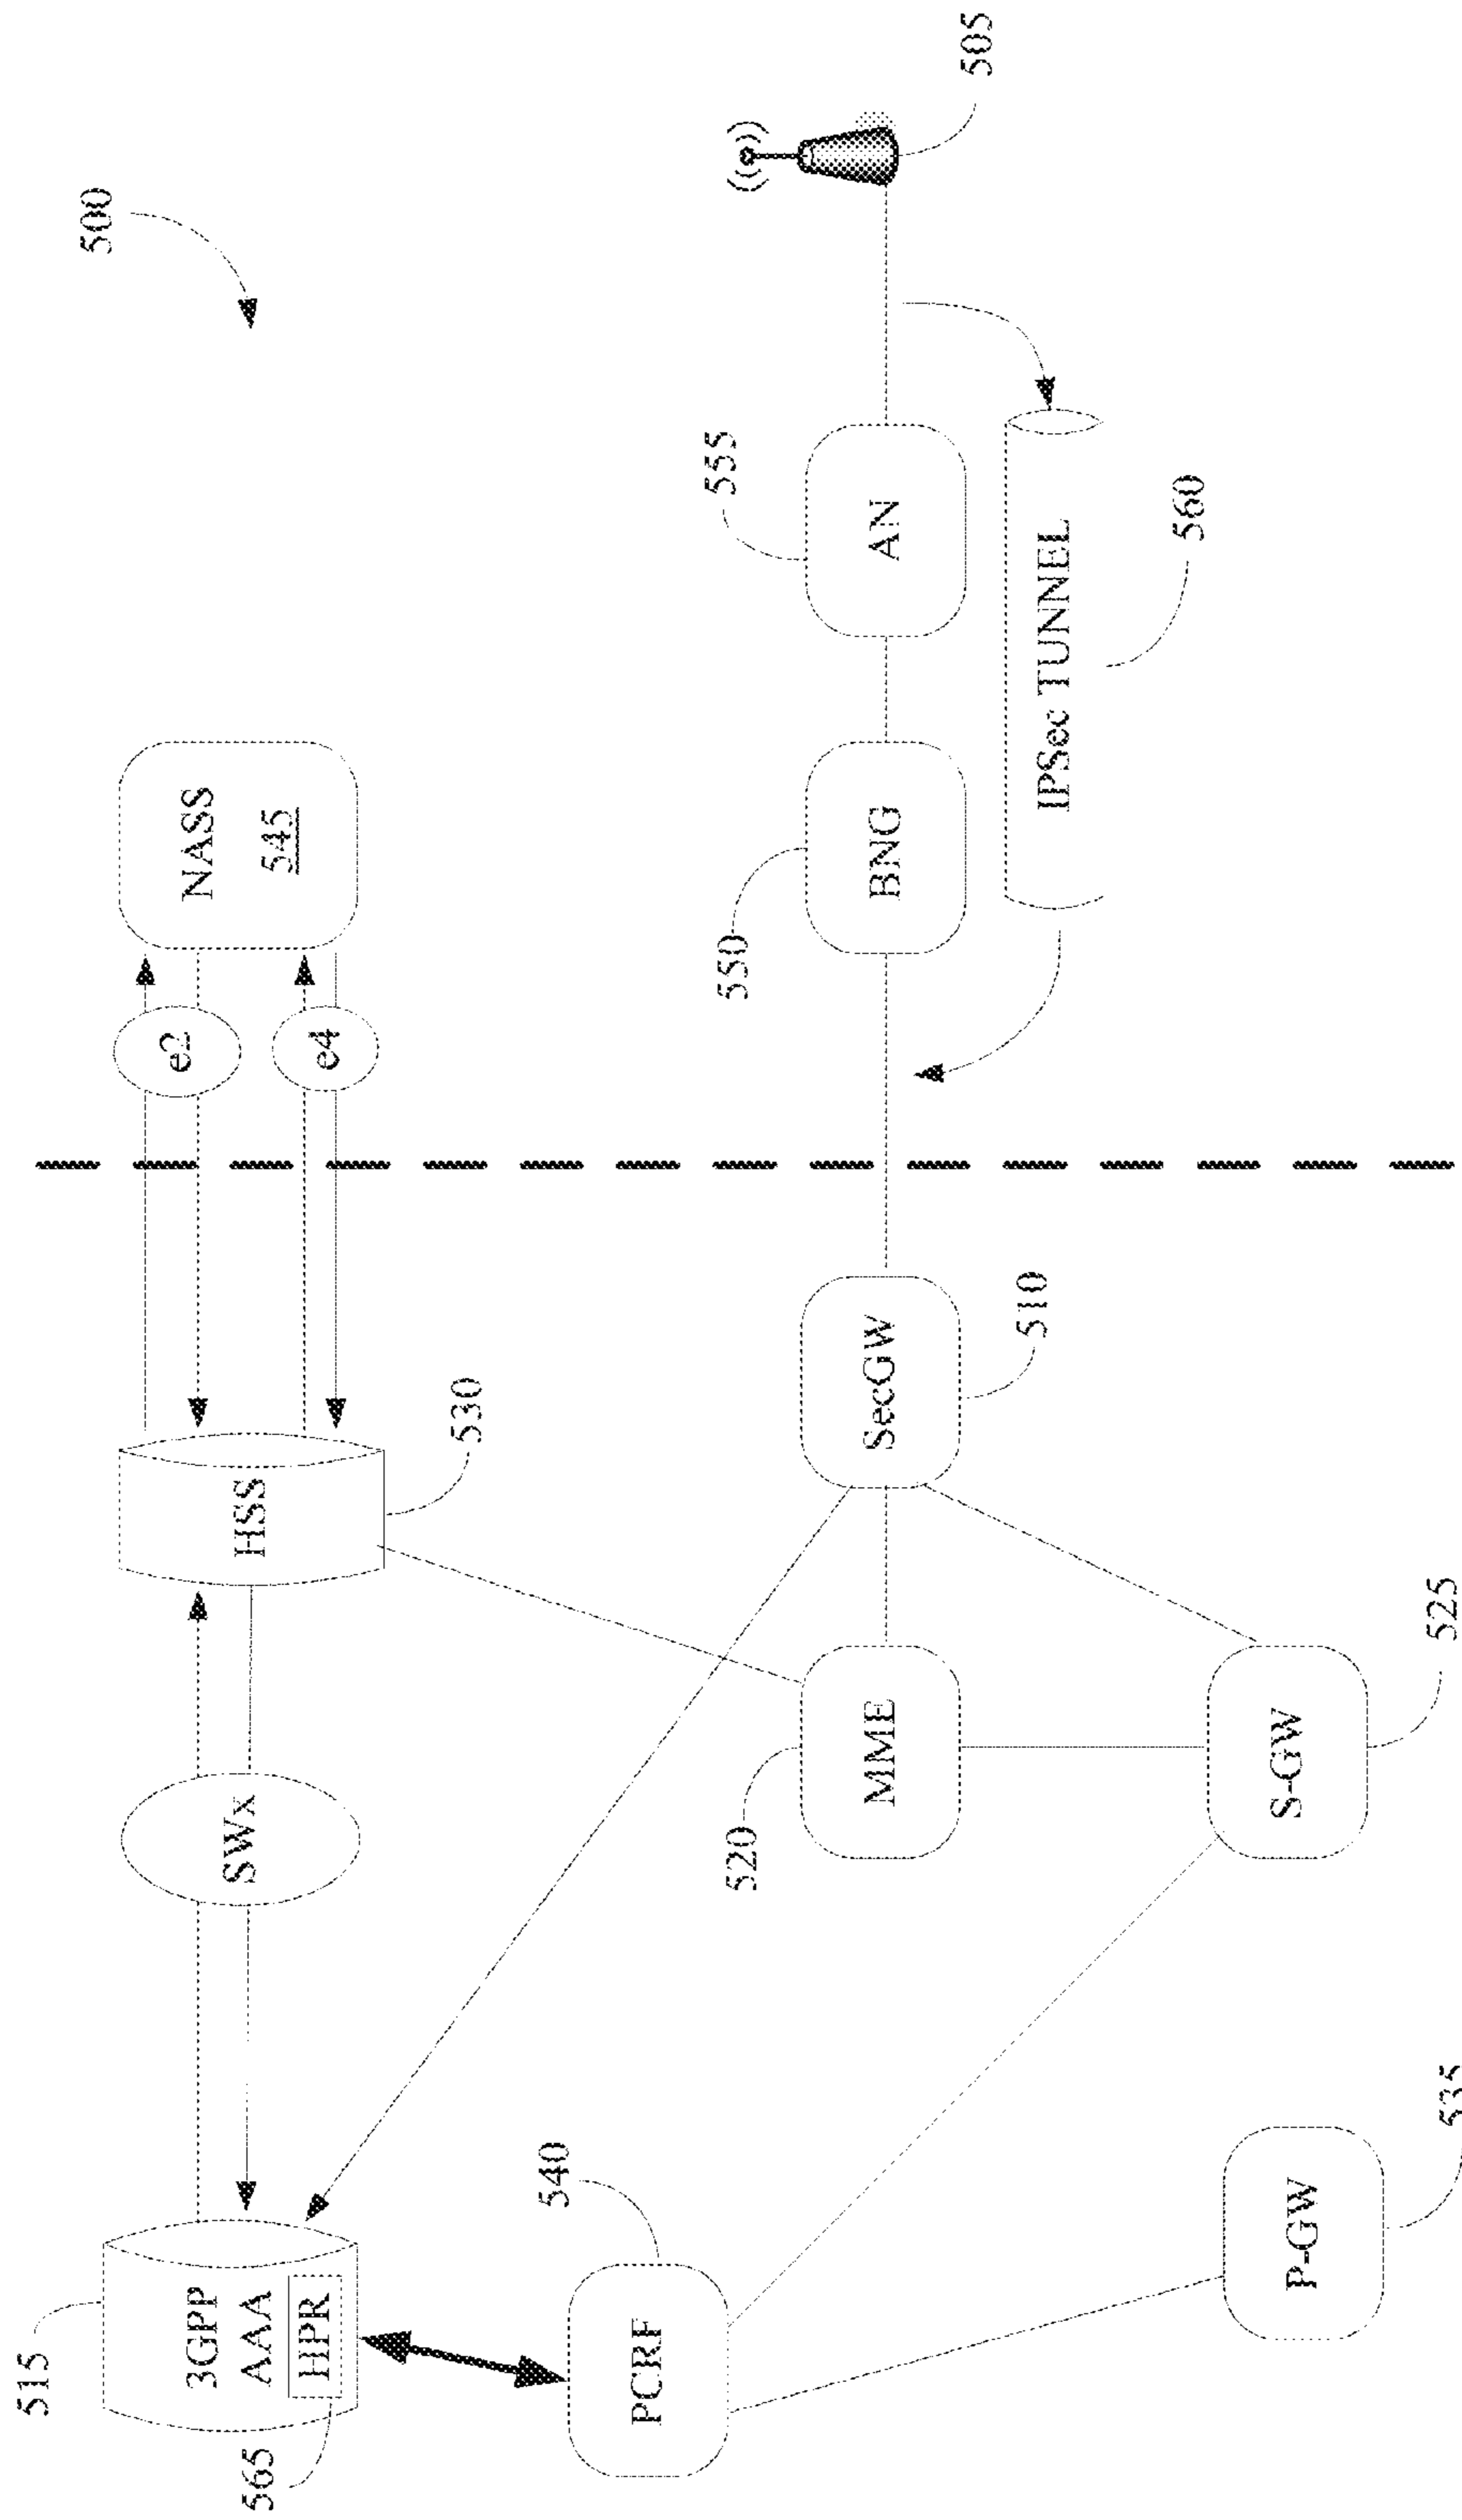 500
515
3GPP
AAA
HPR
565
SWx
HSS
530
e2
e4
NASS
545
540
PCRF
520
MME
SecGW
510
550
BNG
555
AN
505
IPSec TUNNEL
560
S-GW
525
P-GW
535